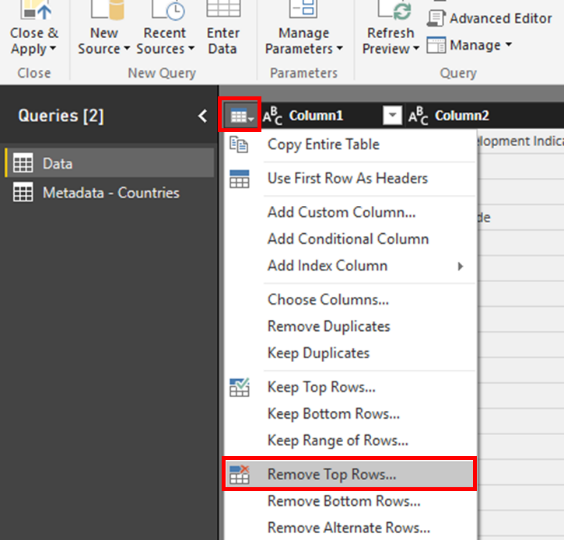 Close & Apply
New Source
Recent Sources
Enter Data
Manage Parameters
Refresh Preview
Advanced Editor
Manage
Close
New Query
Parameters
Query
Queries [2]
Data
Metadata - Countries
ABC Column1
ABC Column2
Copy Entire Table
Use First Row As Headers
Add Custom Column...
Add Conditional Column
Add Index Column
Choose Columns...
Remove Duplicates
Keep Duplicates
Keep Top Rows...
Keep Bottom Rows...
Keep Range of Rows...
Remove Top Rows...
Remove Bottom Rows...
Remove Alternate Rows...